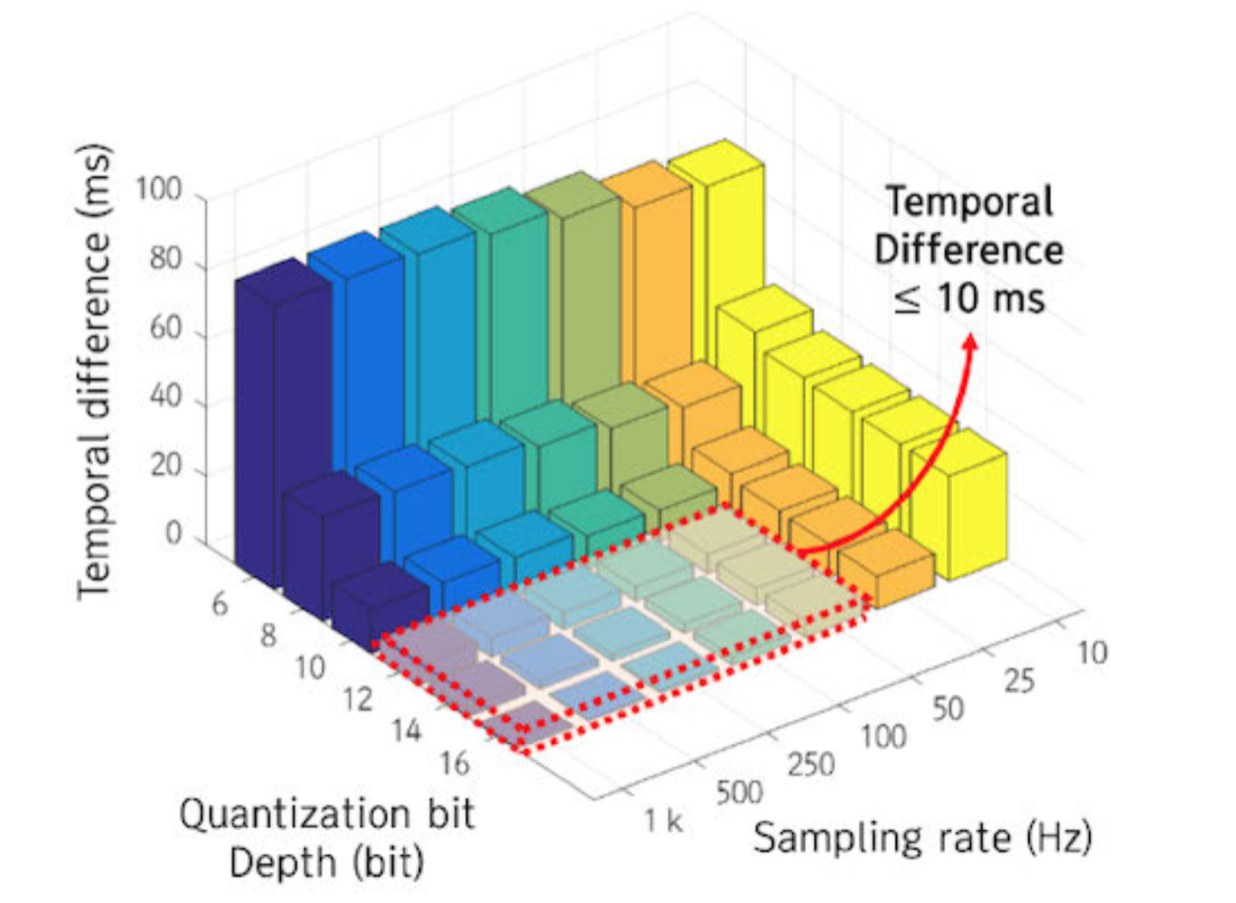 Temporal difference (ms)
100
80
60
40
20
0
Temporal
Difference
≤ 10 ms
6
8
10
12
14
16
Quantization bit
Depth (bit)
1 k
500
250
100
50
25
10
Sampling rate (Hz)